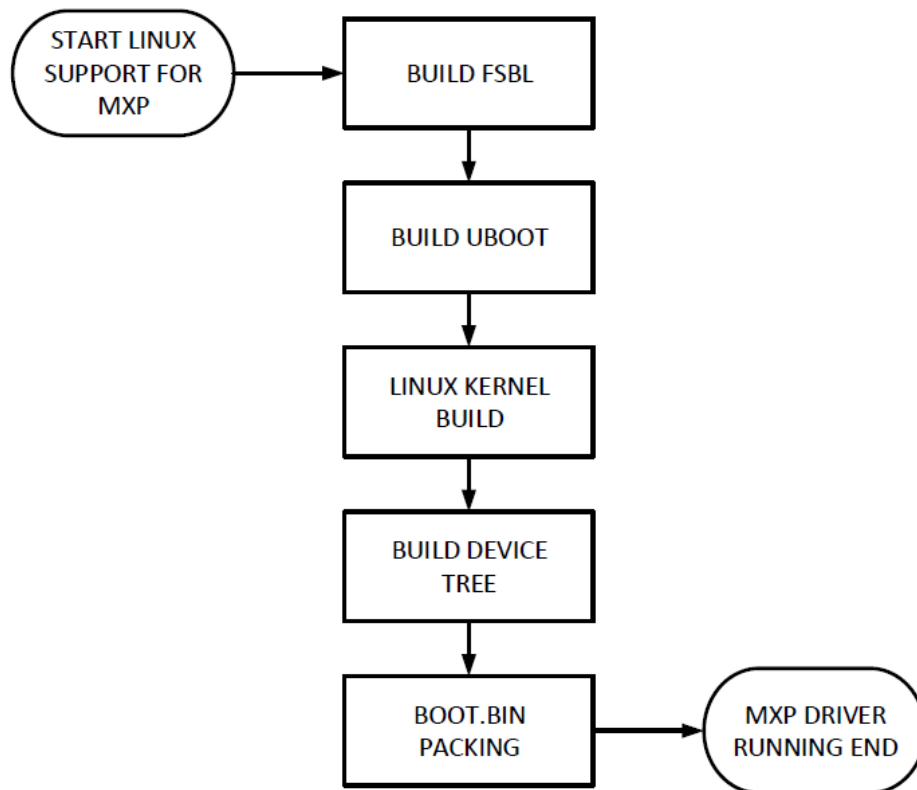 START LINUX
SUPPORT FOR
MXP
BUILD FSBL
BUILD UBOOT
LINUX KERNEL
BUILD
BUILD DEVICE
TREE
BOOT.BIN
PACKING
MXP DRIVER
RUNNING END